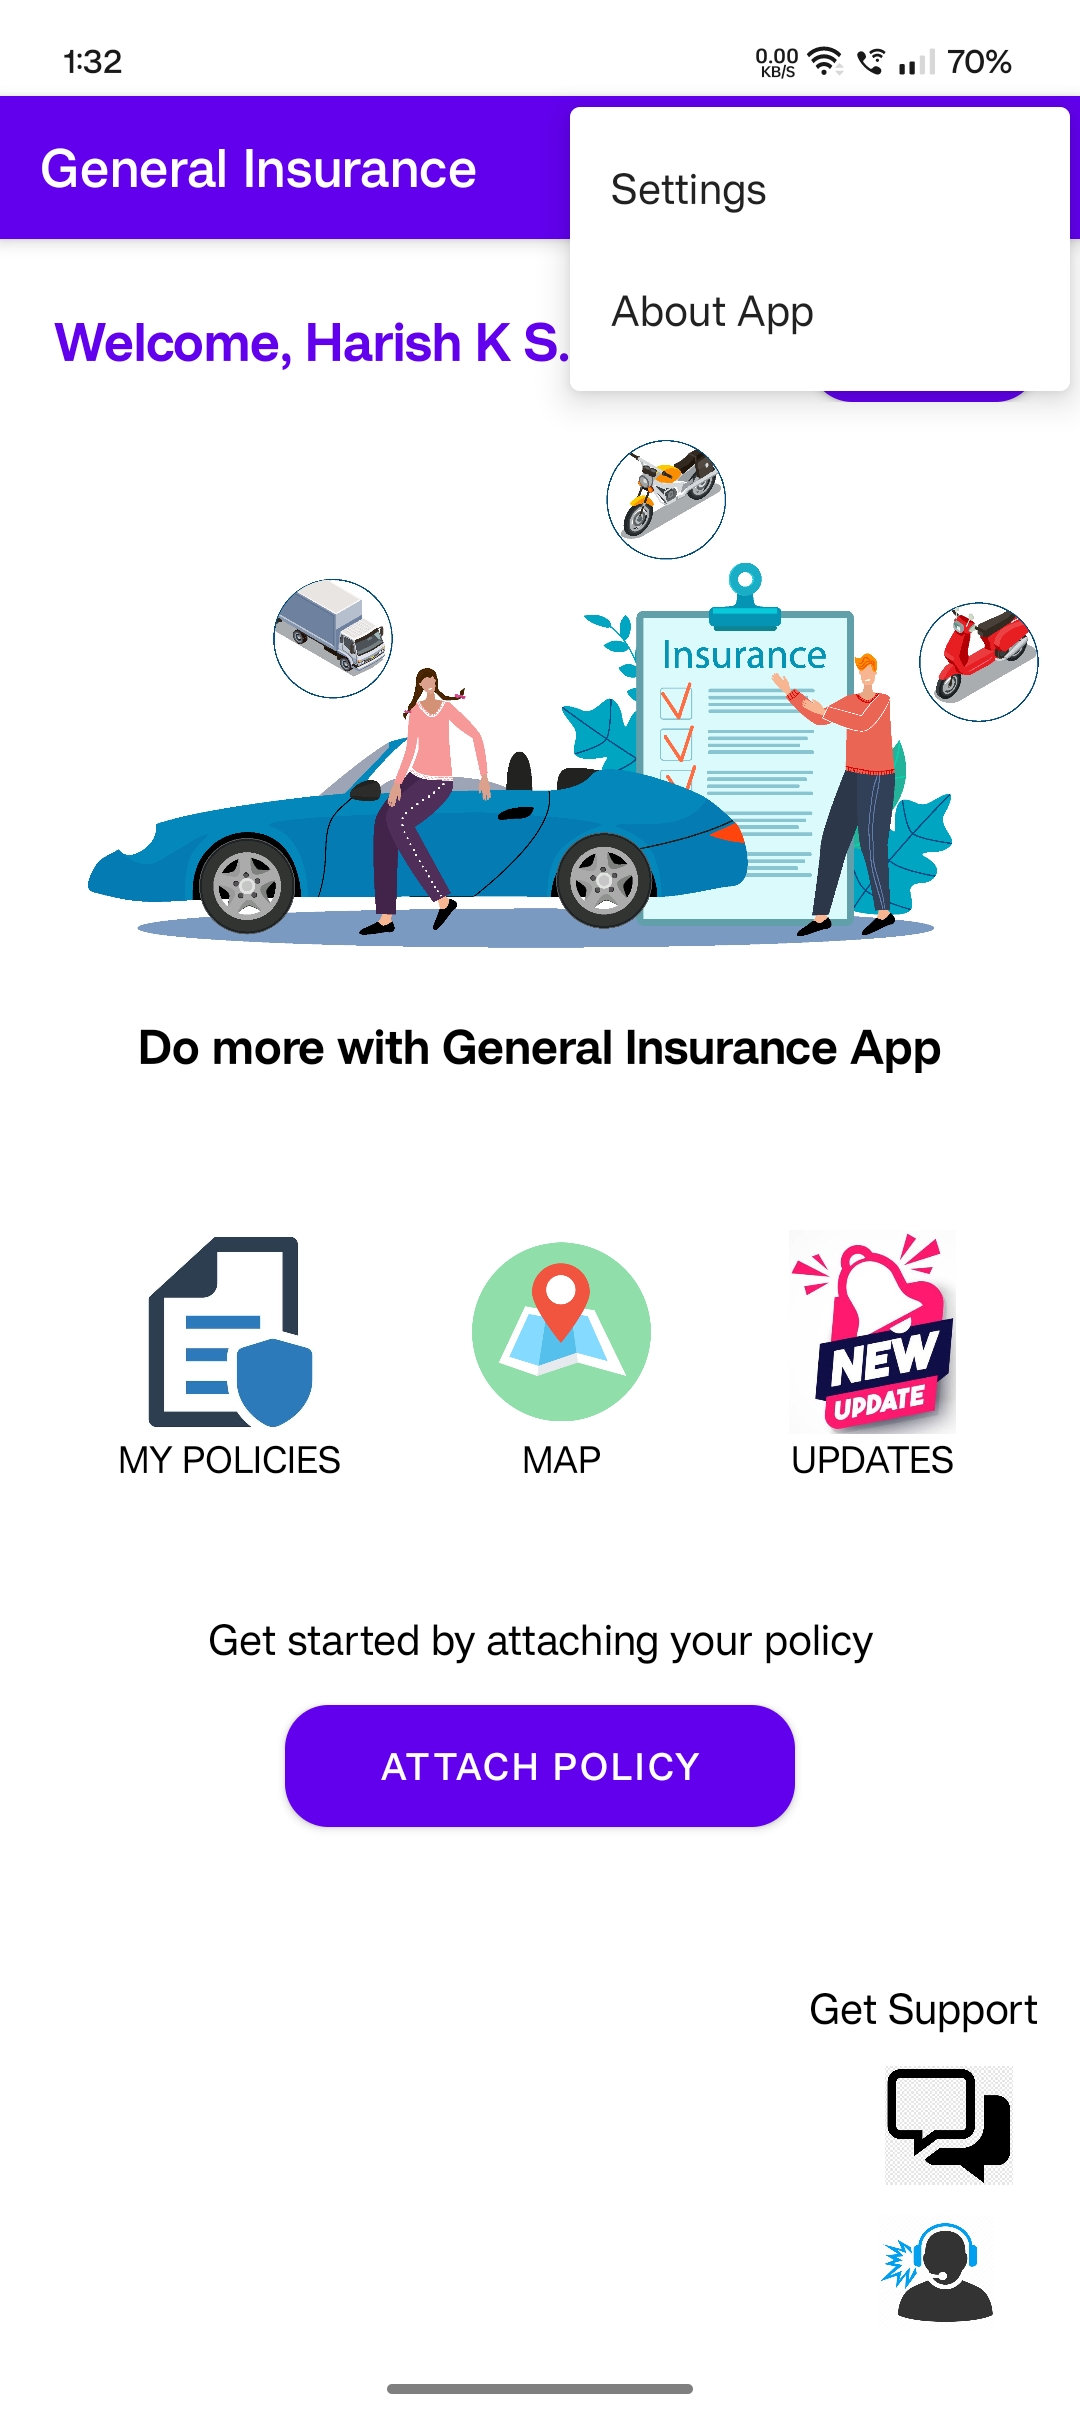 1:32
0.00
KB/S
70%
General Insurance
Settings
About App
Welcome, Harish K S.
Insurance
Do more with General Insurance App
NEW
UPDATE
MY POLICIES
MAP
UPDATES
Get started by attaching your policy
ATTACH POLICY
Get Support